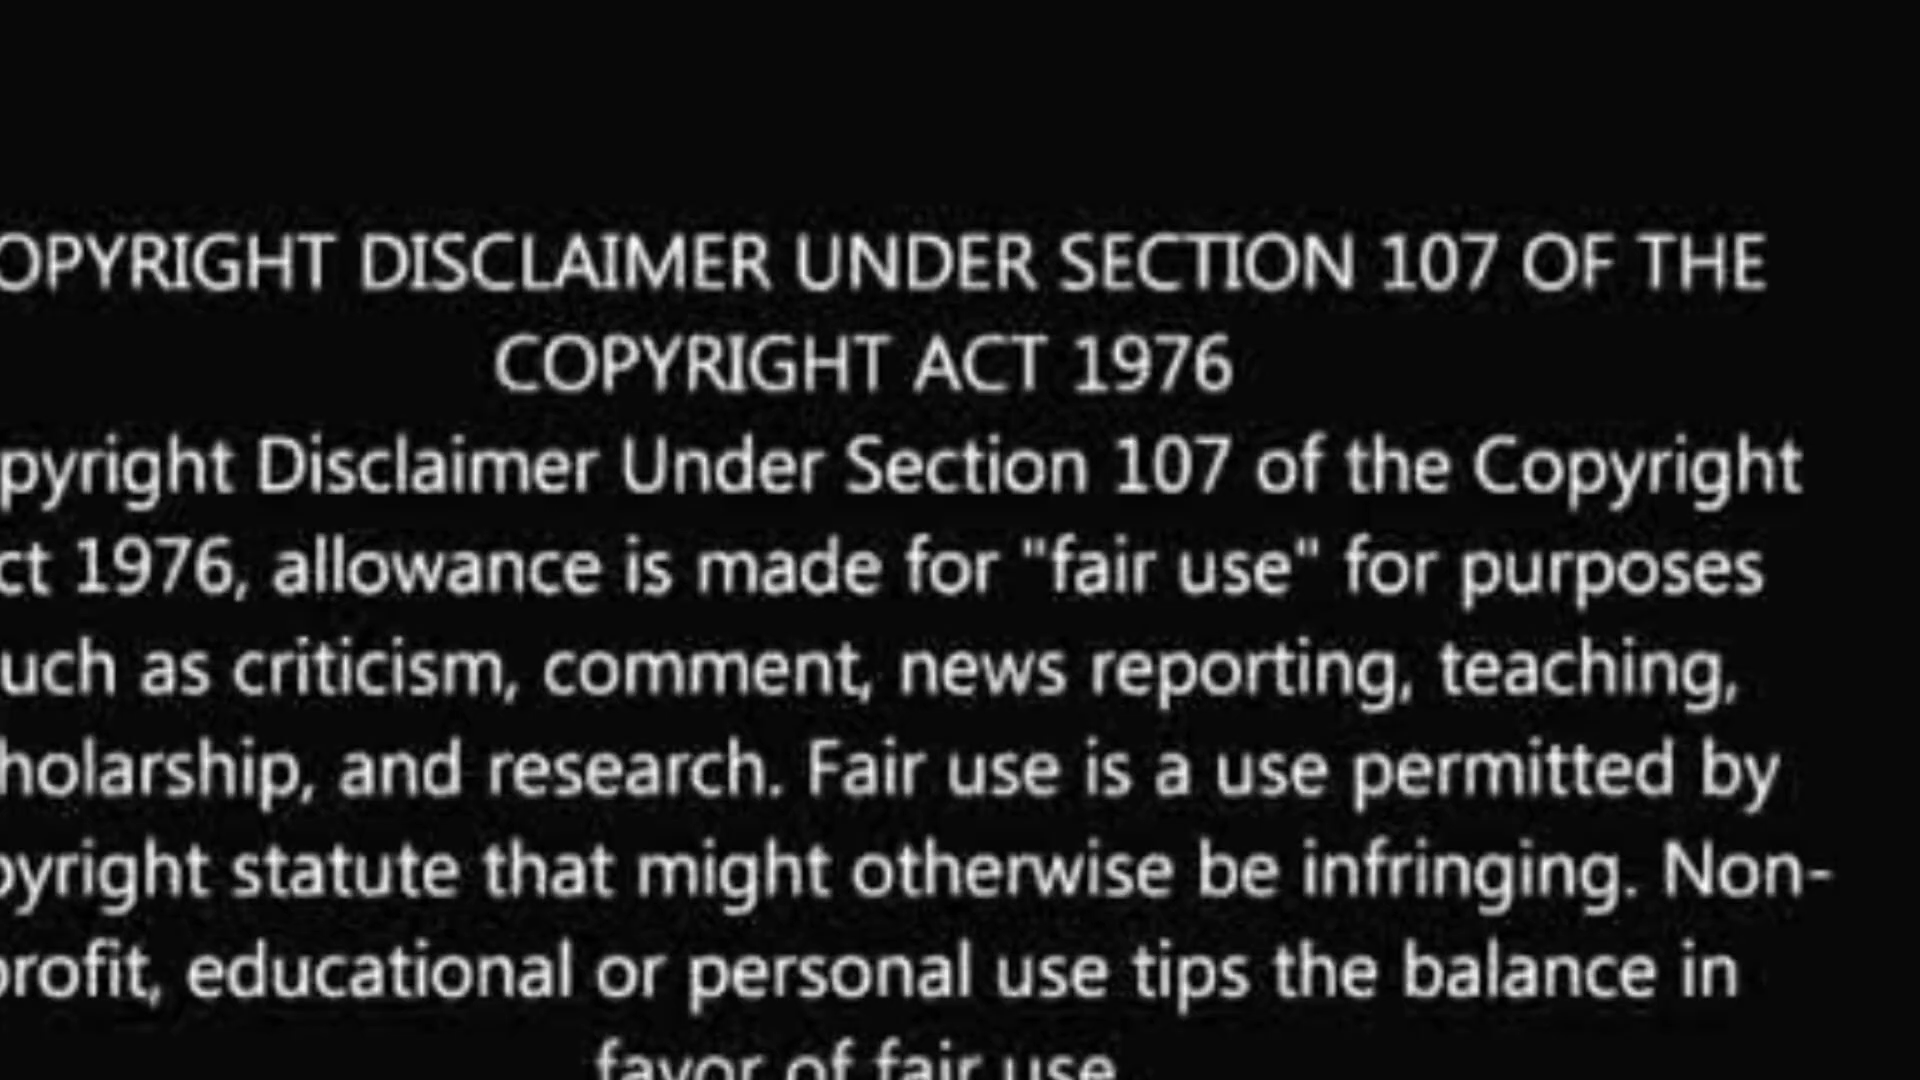 OPYRIGHT DISCLAIMER UNDER SECTION 107 OF THE
COPYRIGHT ACT 1976
pyright Disclaimer Under Section 107 of the Copyright
ct 1976, allowance is made for "fair use" for purposes
uch as criticism, comment, news reporting, teaching,
holarship, and research. Fair use is a use permitted by
pyright statute that might otherwise be infringing. Non-
profit, educational or personal use tips the balance in
favor of fair use